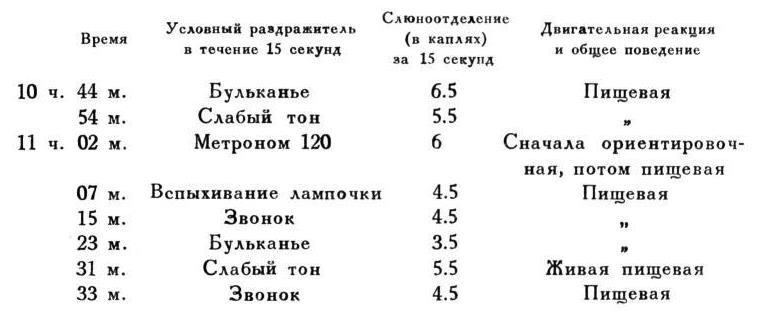 Время Условный раздражитель в течение 15 секунд Слюноотделение (в каплях) за 15 секунд Двигательная реакция и общее поведение
10 ч. 44 м. Бульканье 6.5 Пищевая
54 м. Слабый тон 5.5 „
11 ч. 02 м. Метроном 120 6 Сначала ориентировоч-
ная, потом пищевая
07 м. Вспыхивание лампочки 4.5 Пищевая
15 м. Звонок 4.5 „
23 м. Бульканье 3.5 „
31 м. Слабый тон 5.5 Живая пищевая
33 м. Звонок 4.5 Пищевая